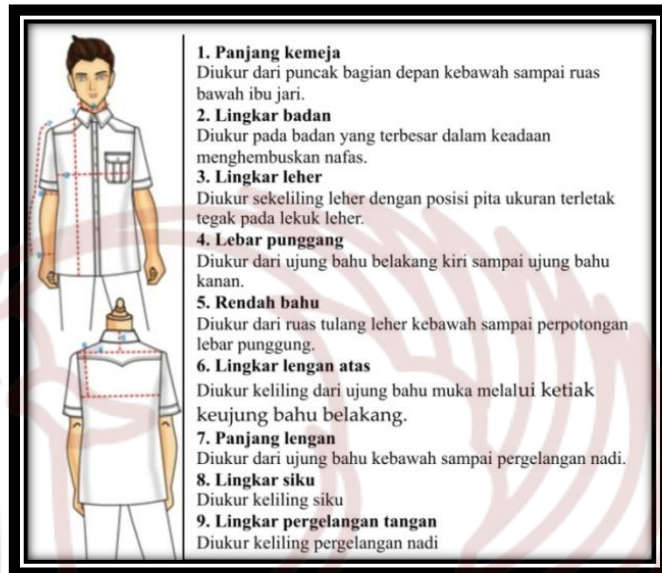 1. Panjang kemeja
Diukur dari puncak bagian depan kebawah sampai ruas
bawah ibu jari.
2. Lingkar badan
Diukur pada badan yang terbesar dalam keadaan
menghembuskan nafas.
3. Lingkar leher
Diukur sekeliling leher dengan posisi pita ukuran terletak
tegak pada lekuk leher.
4. Lebar punggang
Diukur dari ujung bahu belakang kiri sampai ujung bahu
kanan.
5. Rendah bahu
Diukur dari ruas tulang leher kebawah sampai perpotongan
lebar punggung.
6. Lingkar lengan atas
Diukur keliling dari ujung bahu muka melalui ketiak
keujung bahu belakang.
7. Panjang lengan
Diukur dari ujung bahu kebawah sampai pergelangan nadi.
8. Lingkar siku
Diukur keliling siku
9. Lingkar pergelangan tangan
Diukur keliling pergelangan nadi